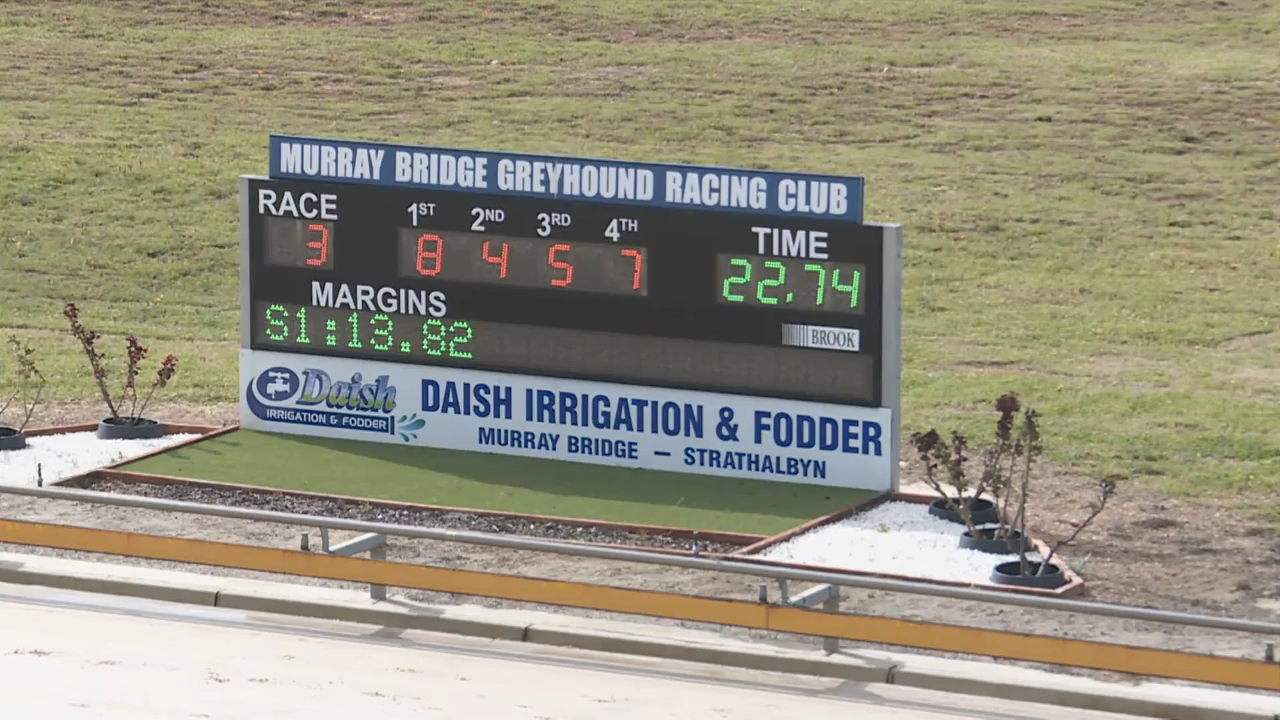 MURRAY BRIDGE GREYHOUND RACING CLUB
RACE 1ST 2ND 3RD 4TH TIME
3 8 4 5 7 22.74
MARGINS
S1:13.82
BROOK
Daish
IRRIGATION & FODDER
DAISH IRRIGATION & FODDER
MURRAY BRIDGE – STRATHALBYN